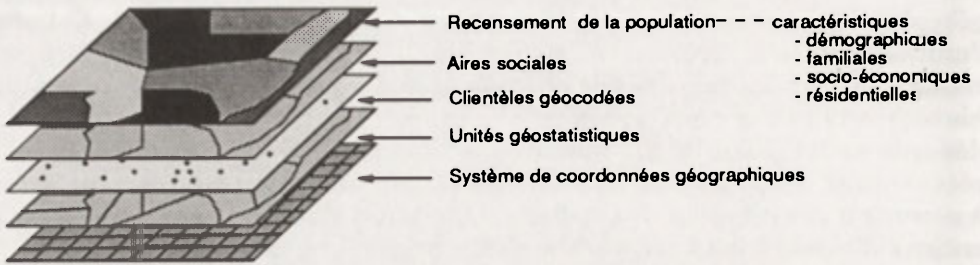 Recensement de la population - - - caractéristiques
- démographiques
- familiales
- socio-économiques
- résidentielles
Aires sociales
Clientèles géocodées
Unités géostatistiques
Système de coordonnées géographiques